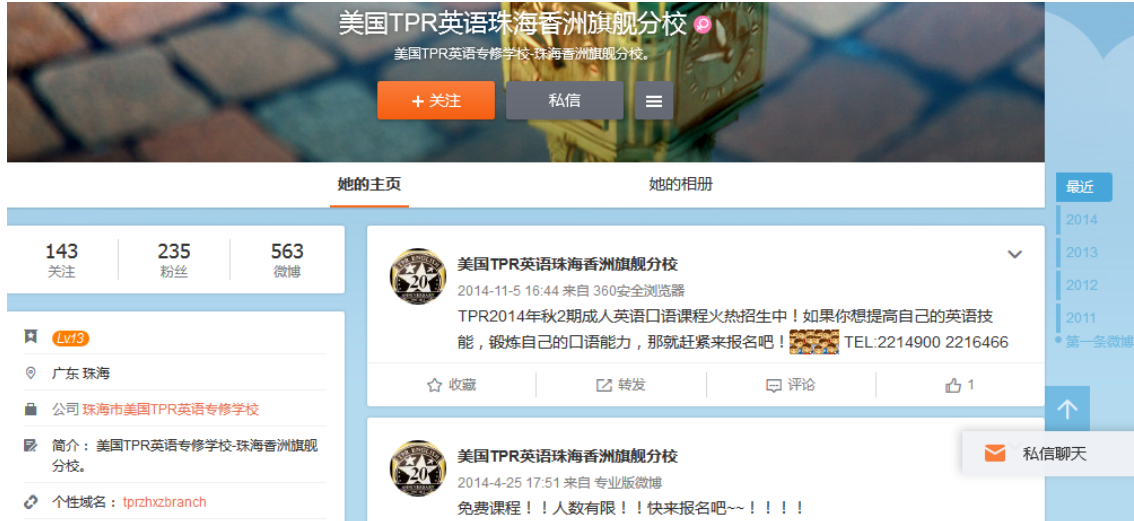 美国TPR英语珠海香洲旗舰分校
美国TPR英语专修学校-珠海香洲旗舰分校。
+ 关注
私信
她的主页
她的相册
最近
2014
2013
2012
2011
第一条微博
143
关注
235
粉丝
563
微博
Lv13
广东 珠海
公司 珠海市美国TPR英语专修学校
简介： 美国TPR英语专修学校-珠海香洲旗舰
分校。
个性域名： tprzhxzbranch
美国TPR英语珠海香洲旗舰分校
2014-11-5 16:44 来自 360安全浏览器
TPR2014年秋2期成人英语口语课程火热招生中！如果你想提高自己的英语技
能，锻炼自己的口语能力，那就赶紧来报名吧！ TEL:2214900 2216466
收藏
转发
评论
1
美国TPR英语珠海香洲旗舰分校
2014-4-25 17:51 来自 专业版微博
免费课程！！人数有限！！快来报名吧~~！！！！
私信聊天
TPR ENGLISH
20
ANNIVERSARY
20